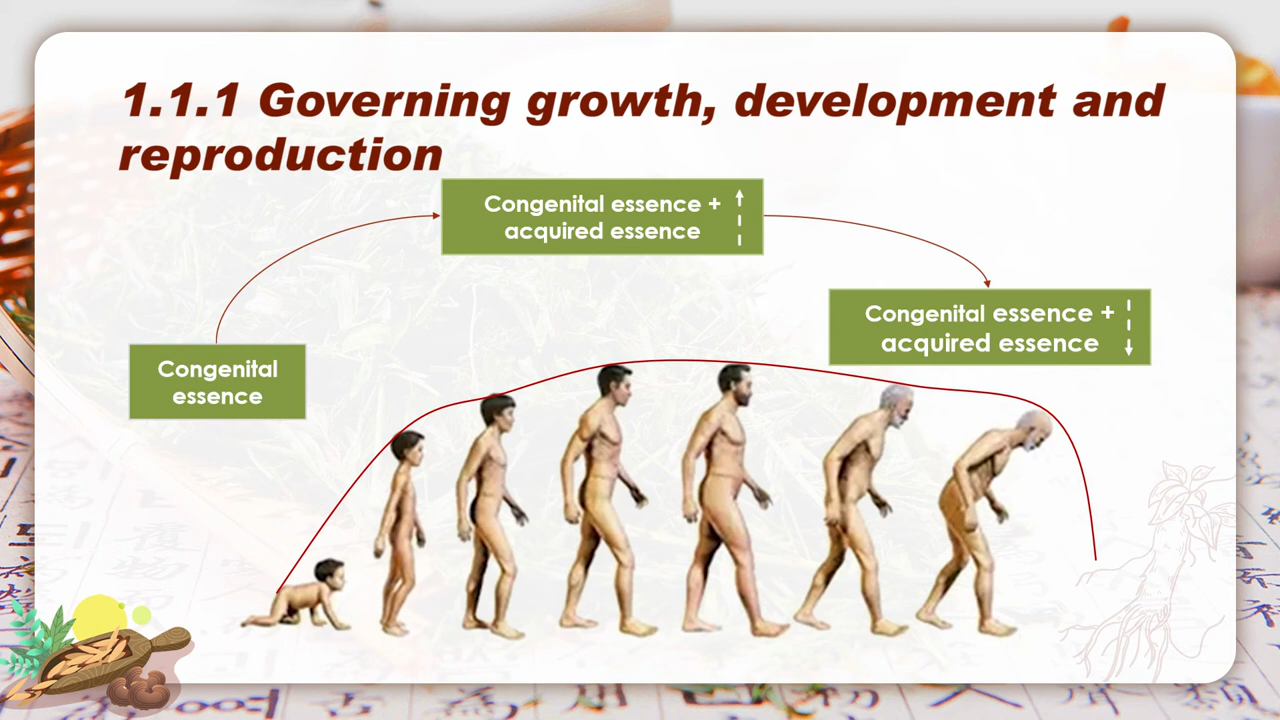 1.1.1 Governing growth, development and
reproduction
Congenital essence +
acquired essence
Congenital essence +
acquired essence
Congenital
essence